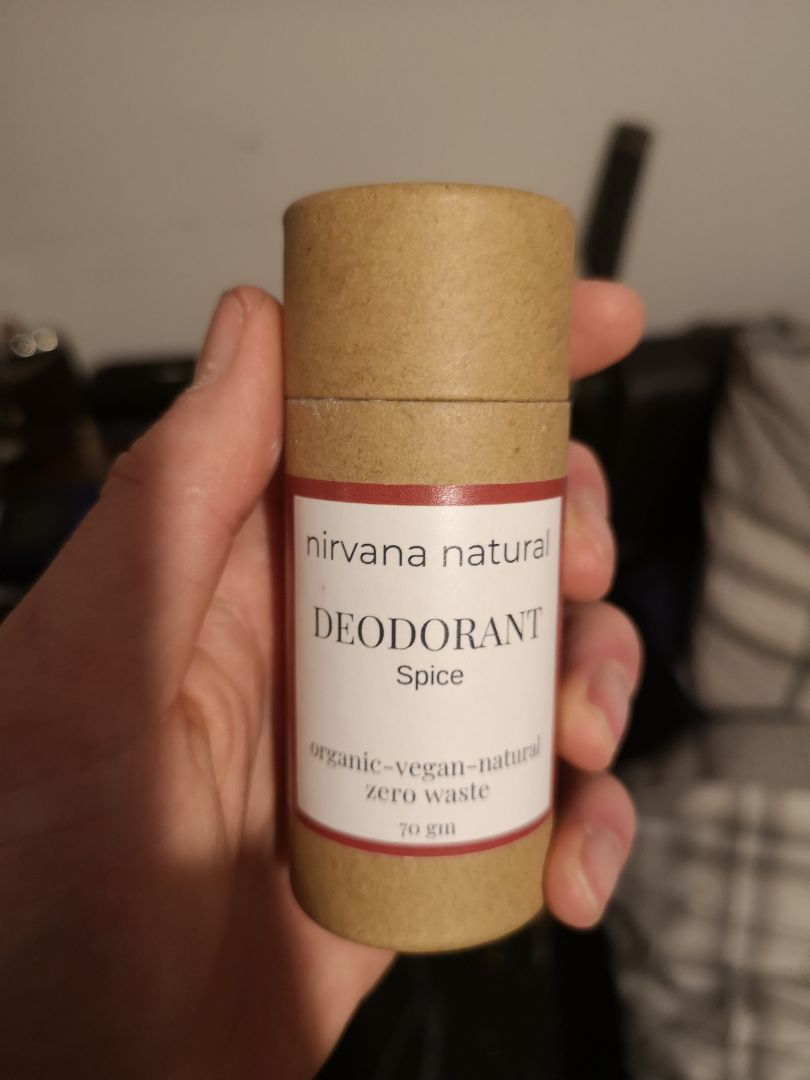 nirvana natural
DEODORANT
Spice
organic-vegan-natural
zero waste
70 gm